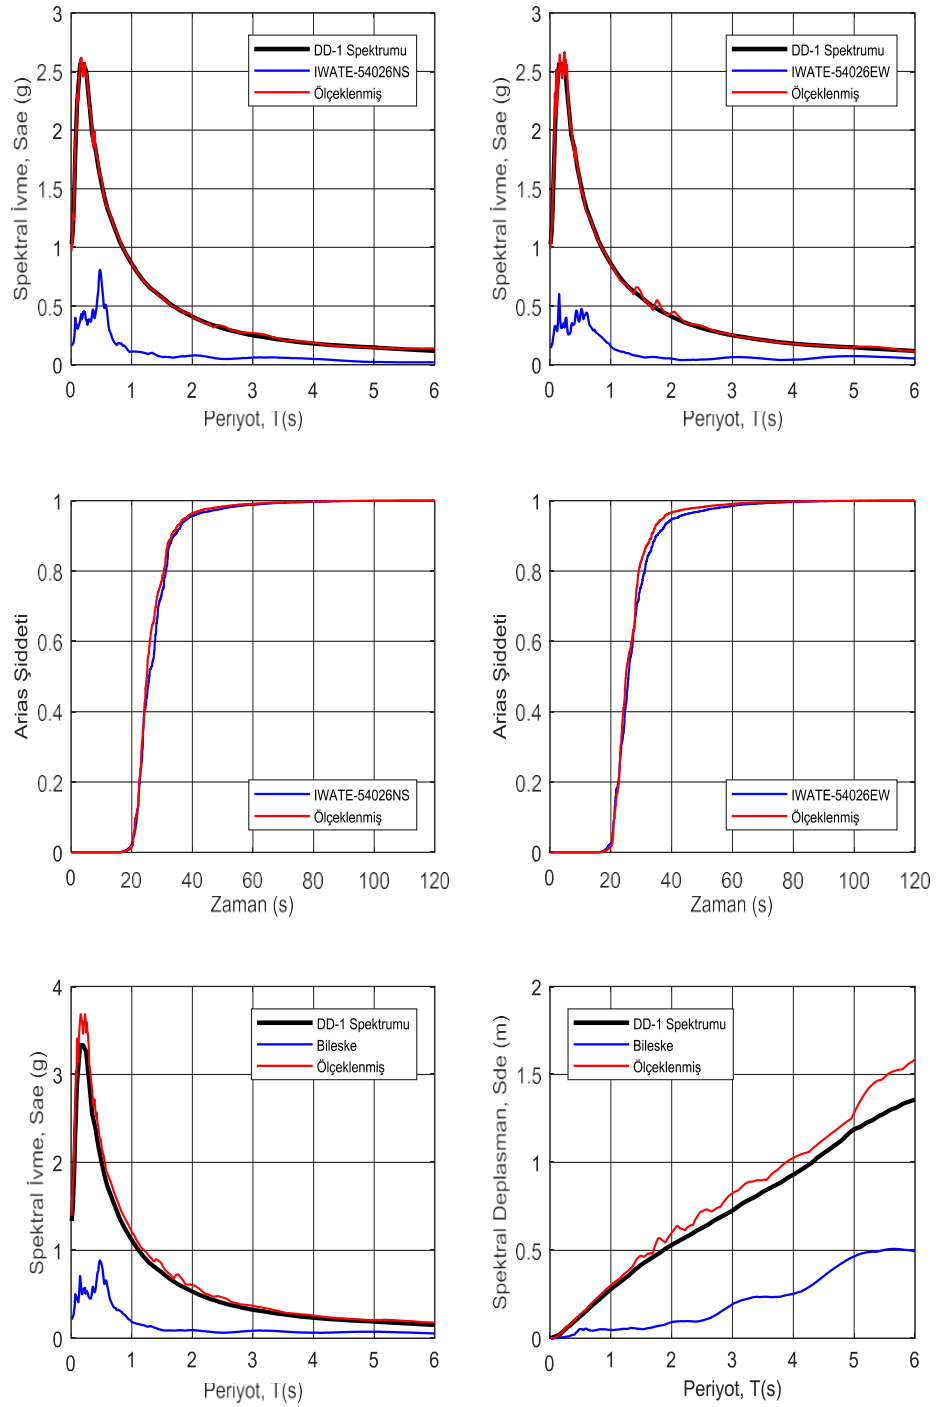 3
2.5
2
1.5
1
0.5
0
Spektral İvme, Sae (g)
DD-1 Spektrumu
IWATE-54026NS
Ölçeklenmiş
0 1 2 3 4 5 6
Periyot, T(s)
3
2.5
2
1.5
1
0.5
0
Spektral İvme, Sae (g)
DD-1 Spektrumu
IWATE-54026EW
Ölçeklenmiş
0 1 2 3 4 5 6
Periyot, T(s)
1
0.8
0.6
0.4
0.2
0
Arias Şiddeti
IWATE-54026NS
Ölçeklenmiş
0 20 40 60 80 100 120
Zaman (s)
1
0.8
0.6
0.4
0.2
0
Arias Şiddeti
IWATE-54026EW
Ölçeklenmiş
0 20 40 60 80 100 120
Zaman (s)
4
3
2
1
0
Spektral İvme, Sae (g)
DD-1 Spektrumu
Bileske
Ölçeklenmiş
0 1 2 3 4 5 6
Periyot, T(s)
2
1.5
1
0.5
0
Spektral Deplasman, Sde (m)
DD-1 Spektrumu
Bileske
Ölçeklenmiş
0 1 2 3 4 5 6
Periyot, T(s)